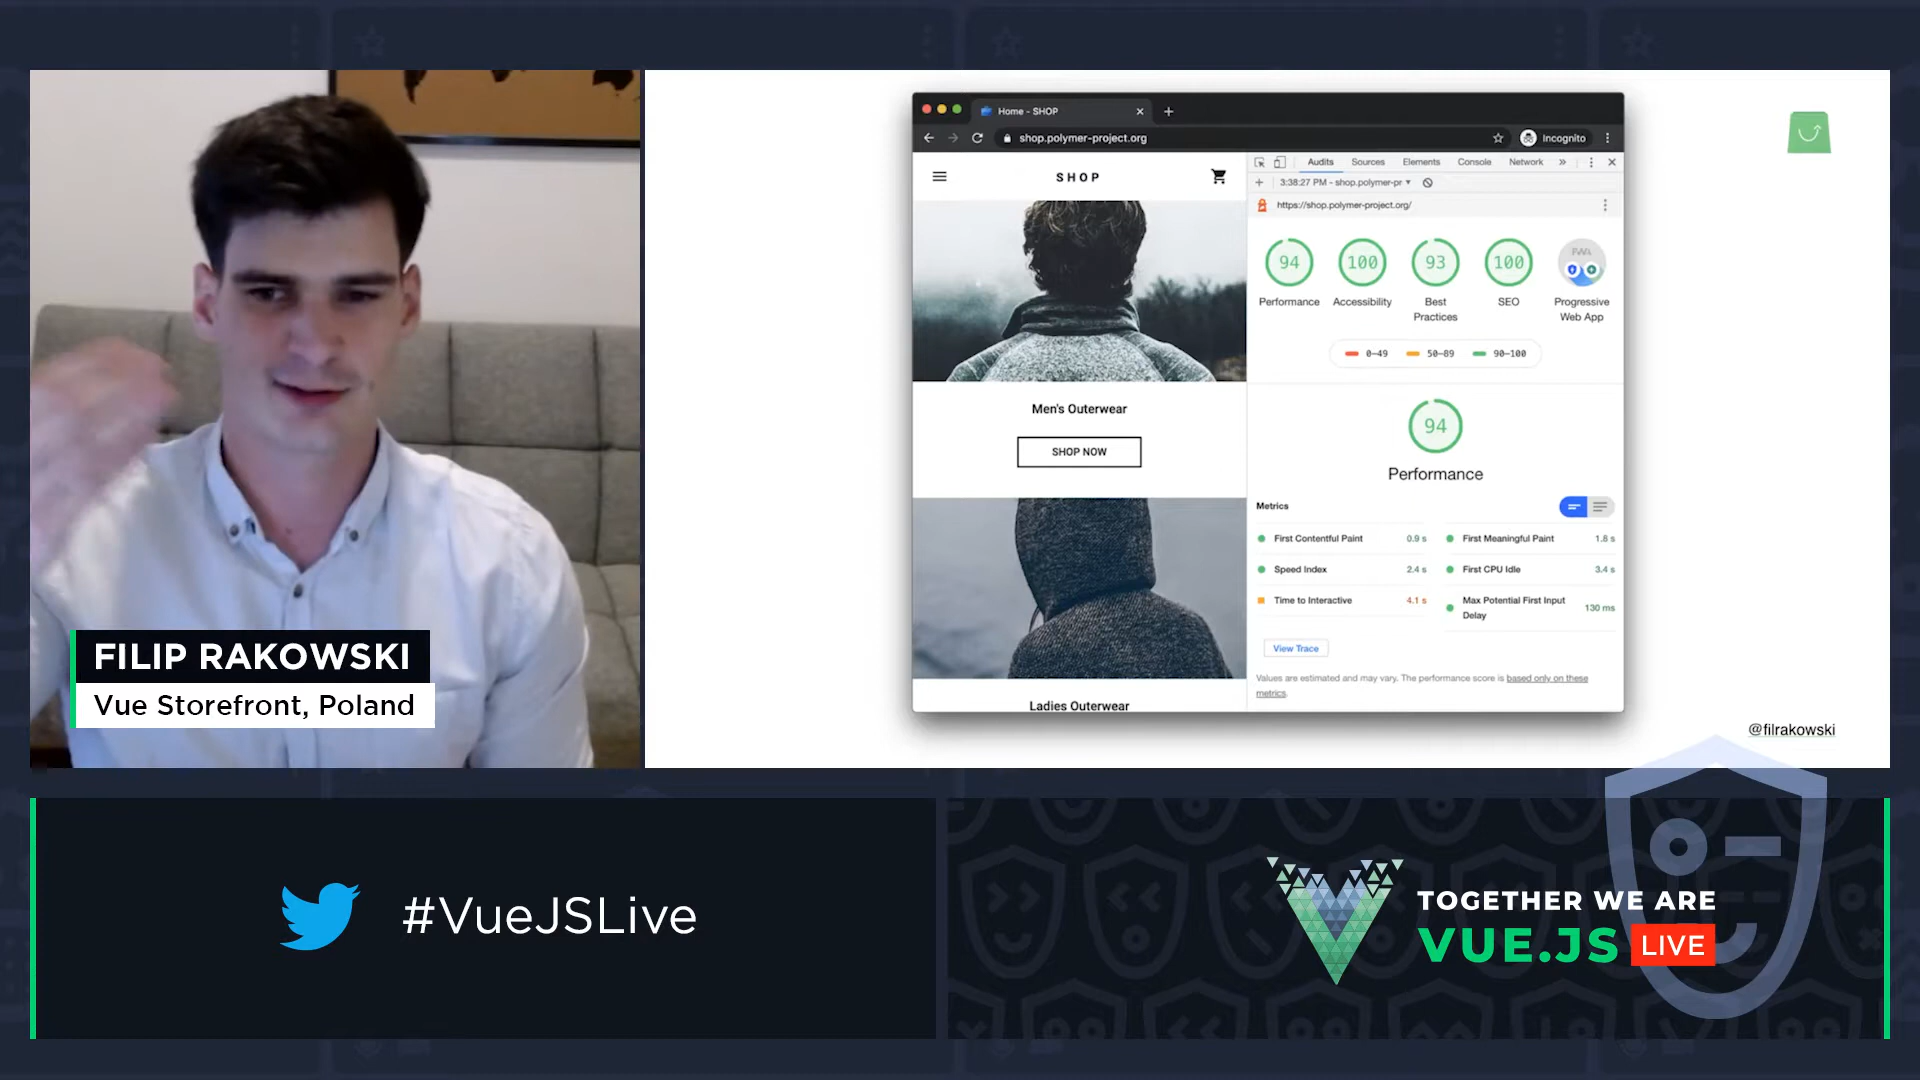 FILIP RAKOWSKI
Vue Storefront, Poland
Home - SHOP
shop.polymer-project.org
Incognito
SHOP
Men's Outerwear
SHOP NOW
Ladies Outerwear
Audits Sources Elements Console Network
3:38:27 PM - shop.polymer-pr
https://shop.polymer-project.org/
94 100 93 100 PWA
Performance Accessibility Best Practices SEO Progressive Web App
0–49 50–89 90–100
94
Performance
Metrics
First Contentful Paint 0.9 s
First Meaningful Paint 1.8 s
Speed Index 2.4 s
First CPU Idle 3.4 s
Time to Interactive 4.1 s
Max Potential First Input Delay 130 ms
View Trace
Values are estimated and may vary. The performance score is based only on these
metrics.
@filrakowski
#VueJSLive
TOGETHER WE ARE
VUE.JS LIVE